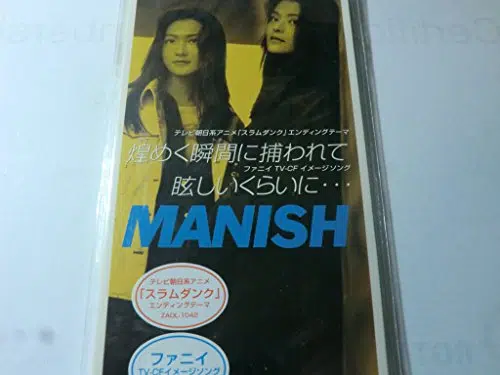 テレビ朝日系アニメ「スラムダンク」エンディングテーマ
煌めく瞬間に捕われて
ファニイ TV-CF イメージソング
眩しいくらいに・・・
MANISH
テレビ朝日系アニメ
「スラムダンク」
エンディングテーマ
ZADL-1040
ファニイ
TV-CFイメージソング